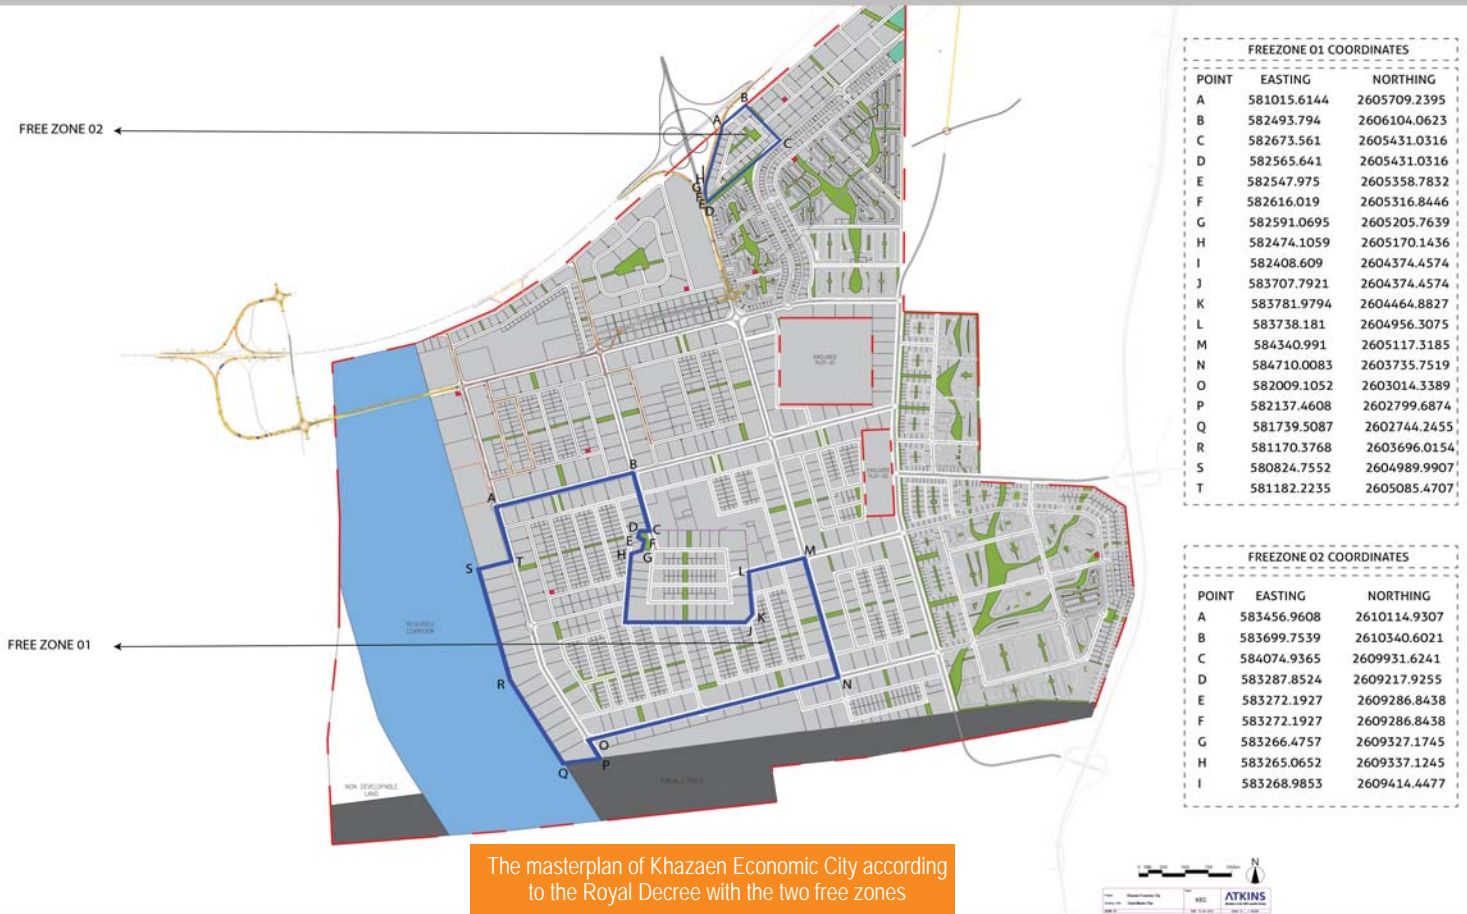 FREE ZONE 02
FREE ZONE 01
A
B
C
H
G
F
E
D
A
B
C
D
E
F
G
H
T
S
M
L
K
J
R
N
O
P
Q
EXCLUDED
RESERVED
CORRIDOR
NON DEVELOPABLE
LAND
FREEZONE 01 COORDINATES
POINT EASTING NORTHING
A 581015.6144 2605709.2395
B 582493.794 2606104.0623
C 582673.561 2605431.0316
D 582565.641 2605431.0316
E 582547.975 2605358.7832
F 582616.019 2605316.8446
G 582591.0695 2605205.7639
H 582474.1059 2605170.1436
I 582408.609 2604374.4574
J 583707.7921 2604374.4574
K 583781.9794 2604464.8827
L 583738.181 2604956.3075
M 584340.991 2605117.3185
N 584710.0083 2603735.7519
O 582009.1052 2603014.3389
P 582137.4608 2602799.6874
Q 581739.5087 2602744.2455
R 581170.3768 2603696.0154
S 580824.7552 2604989.9907
T 581182.2235 2605085.4707
FREEZONE 02 COORDINATES
POINT EASTING NORTHING
A 583456.9608 2610114.9307
B 583699.7539 2610340.6021
C 584074.9365 2609931.6241
D 583287.8524 2609217.9255
E 583272.1927 2609286.8438
F 583272.1927 2609286.8438
G 583266.4757 2609327.1745
H 583265.0652 2609337.1245
I 583268.9853 2609414.4477
The masterplan of Khazaen Economic City according
to the Royal Decree with the two free zones
N
KEC
ATKINS